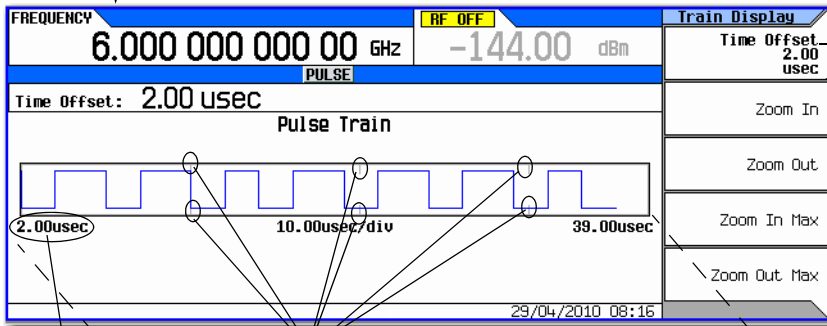 FREQUENCY
6.000 000 000 00 GHz
RF OFF
-144.00 dBm
PULSE
Time Offset: 2.00 usec
Pulse Train
2.00usec
10.00usec/div
39.00usec
29/04/2010 08:16
Train Display
Time Offset
2.00
usec
Zoom In
Zoom Out
Zoom In Max
Zoom Out Max